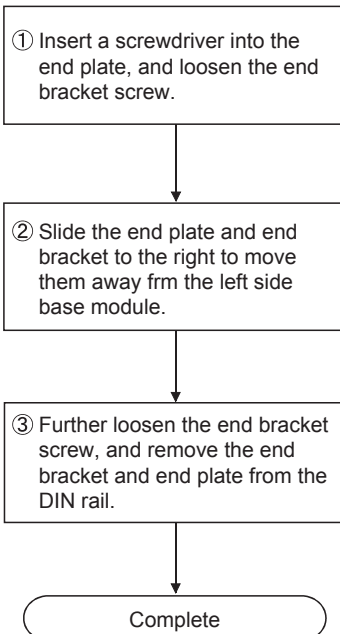 ① Insert a screwdriver into the
end plate, and loosen the end
bracket screw.
② Slide the end plate and end
bracket to the right to move
them away frm the left side
base module.
③ Further loosen the end bracket
screw, and remove the end
bracket and end plate from the
DIN rail.
Complete